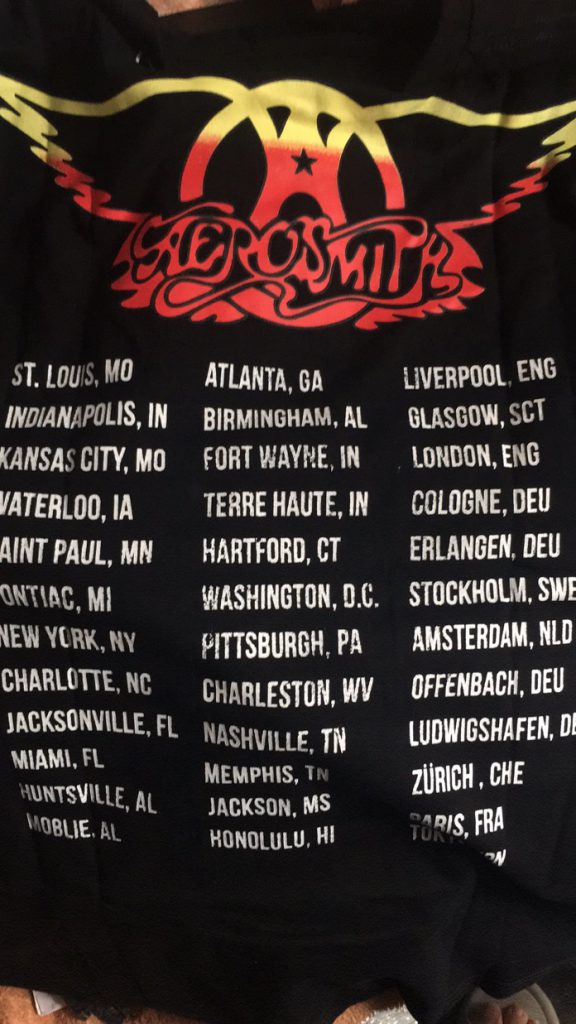 AEROSMITH
ST. LOUIS, MO
INDIANAPOLIS, IN
KANSAS CITY, MO
WATERLOO, IA
AINT PAUL, MN
ONTIAC, MI
NEW YORK, NY
CHARLOTTE, NC
JACKSONVILLE, FL
MIAMI, FL
HUNTSVILLE, AL
MOBLIE, AL
ATLANTA, GA
BIRMINGHAM, AL
FORT WAYNE, IN
TERRE HAUTE, IN
HARTFORD, CT
WASHINGTON, D.C.
PITTSBURGH, PA
CHARLESTON, WV
NASHVILLE, TN
MEMPHIS, TN
JACKSON, MS
HONOLULU, HI
LIVERPOOL, ENG
GLASGOW, SCT
LONDON, ENG
COLOGNE, DEU
ERLANGEN, DEU
STOCKHOLM, SWE
AMSTERDAM, NLD
OFFENBACH, DEU
LUDWIGSHAFEN, DE
ZÜRICH , CHE
PARIS, FRA